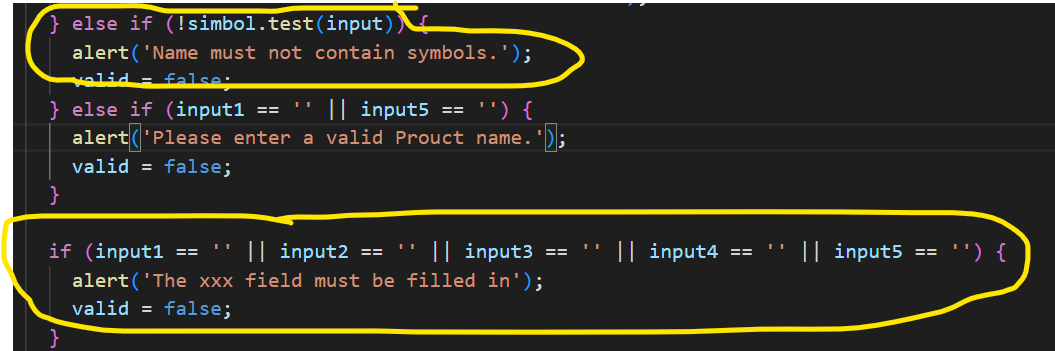 } else if (!simbol.test(input)) {
alert('Name must not contain symbols.');
valid = false;
} else if (input1 == '' || input5 == '') {
alert('Please enter a valid Prouct name.');
valid = false;
}
if (input1 == '' || input2 == '' || input3 == '' || input4 == '' || input5 == '') {
alert('The xxx field must be filled in');
valid = false;
}